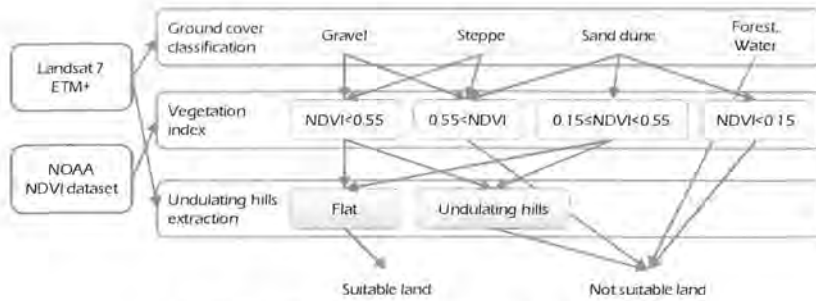 Landsat 7
ETM+
NOAA
NDVI dataset
Ground cover
classification
Gravel
Steppe
Sand dune
Forest,
Water
Vegetation
index
NDVI<0.55
0.55<NDVI
0.15≤NDVI<0.55
NDVI<0.15
Undulating hills
extraction
Flat
Undulating hills
Suitable land
Not suitable land